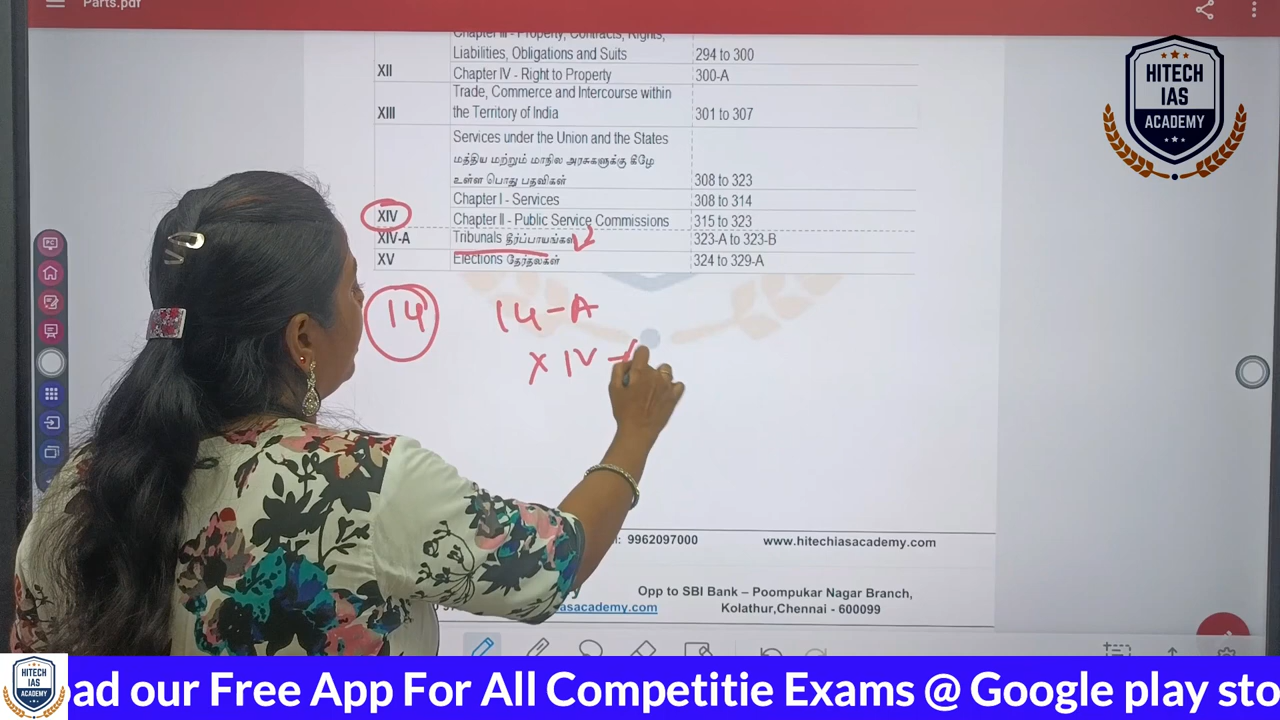 Parts.pdf
Chapter III - Property, Contracts, Rights,
Liabilities, Obligations and Suits 294 to 300
XII Chapter IV - Right to Property 300-A
Trade, Commerce and Intercourse within
XIII the Territory of India 301 to 307
Services under the Union and the States
மத்திய மற்றும் மாநில அரசுகளுக்கு கீழே
உள்ள பொது பதவிகள் 308 to 323
Chapter I - Services 308 to 314
XIV Chapter II - Public Service Commissions 315 to 323
XIV-A Tribunals தீர்ப்பாயங்கள் 323-A to 323-B
XV Elections தேர்தல்கள் 324 to 329-A
14 14-A
XIV -
9962097000 www.hitechiasacademy.com
Opp to SBI Bank – Poompukar Nagar Branch,
asacademy.com Kolathur,Chennai - 600099
HITECH
IAS
ACADEMY
HITECH
IAS
ACADEMY
ad our Free App For All Competitie Exams @ Google play sto